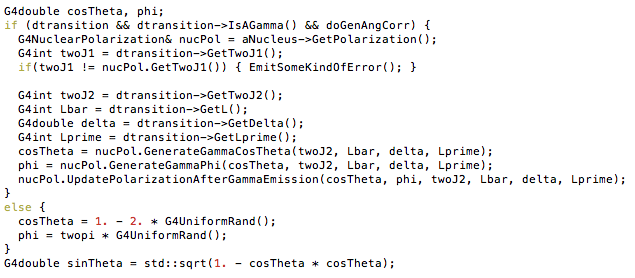 G4double cosTheta, phi;
if (dtransition && dtransition->IsAGamma() && doGenAngCorr) {
  G4NuclearPolarization& nucPol = aNucleus->GetPolarization();
  G4int twoJ1 = dtransition->GetTwoJ1();
  if(twoJ1 != nucPol.GetTwoJ1()) { EmitSomeKindOfError(); }

  G4int twoJ2 = dtransition->GetTwoJ2();
  G4int Lbar = dtransition->GetL();
  G4double delta = dtransition->GetDelta();
  G4int Lprime = dtransition->GetLprime();
  cosTheta = nucPol.GenerateGammaCosTheta(twoJ2, Lbar, delta, Lprime);
  phi = nucPol.GenerateGammaPhi(cosTheta, twoJ2, Lbar, delta, Lprime);
  nucPol.UpdatePolarizationAfterGammaEmission(cosTheta, phi, twoJ2, Lbar, delta, Lprime);
}
else {
  cosTheta = 1. - 2. * G4UniformRand();
  phi = twopi * G4UniformRand();
}
G4double sinTheta = std::sqrt(1. - cosTheta * cosTheta);